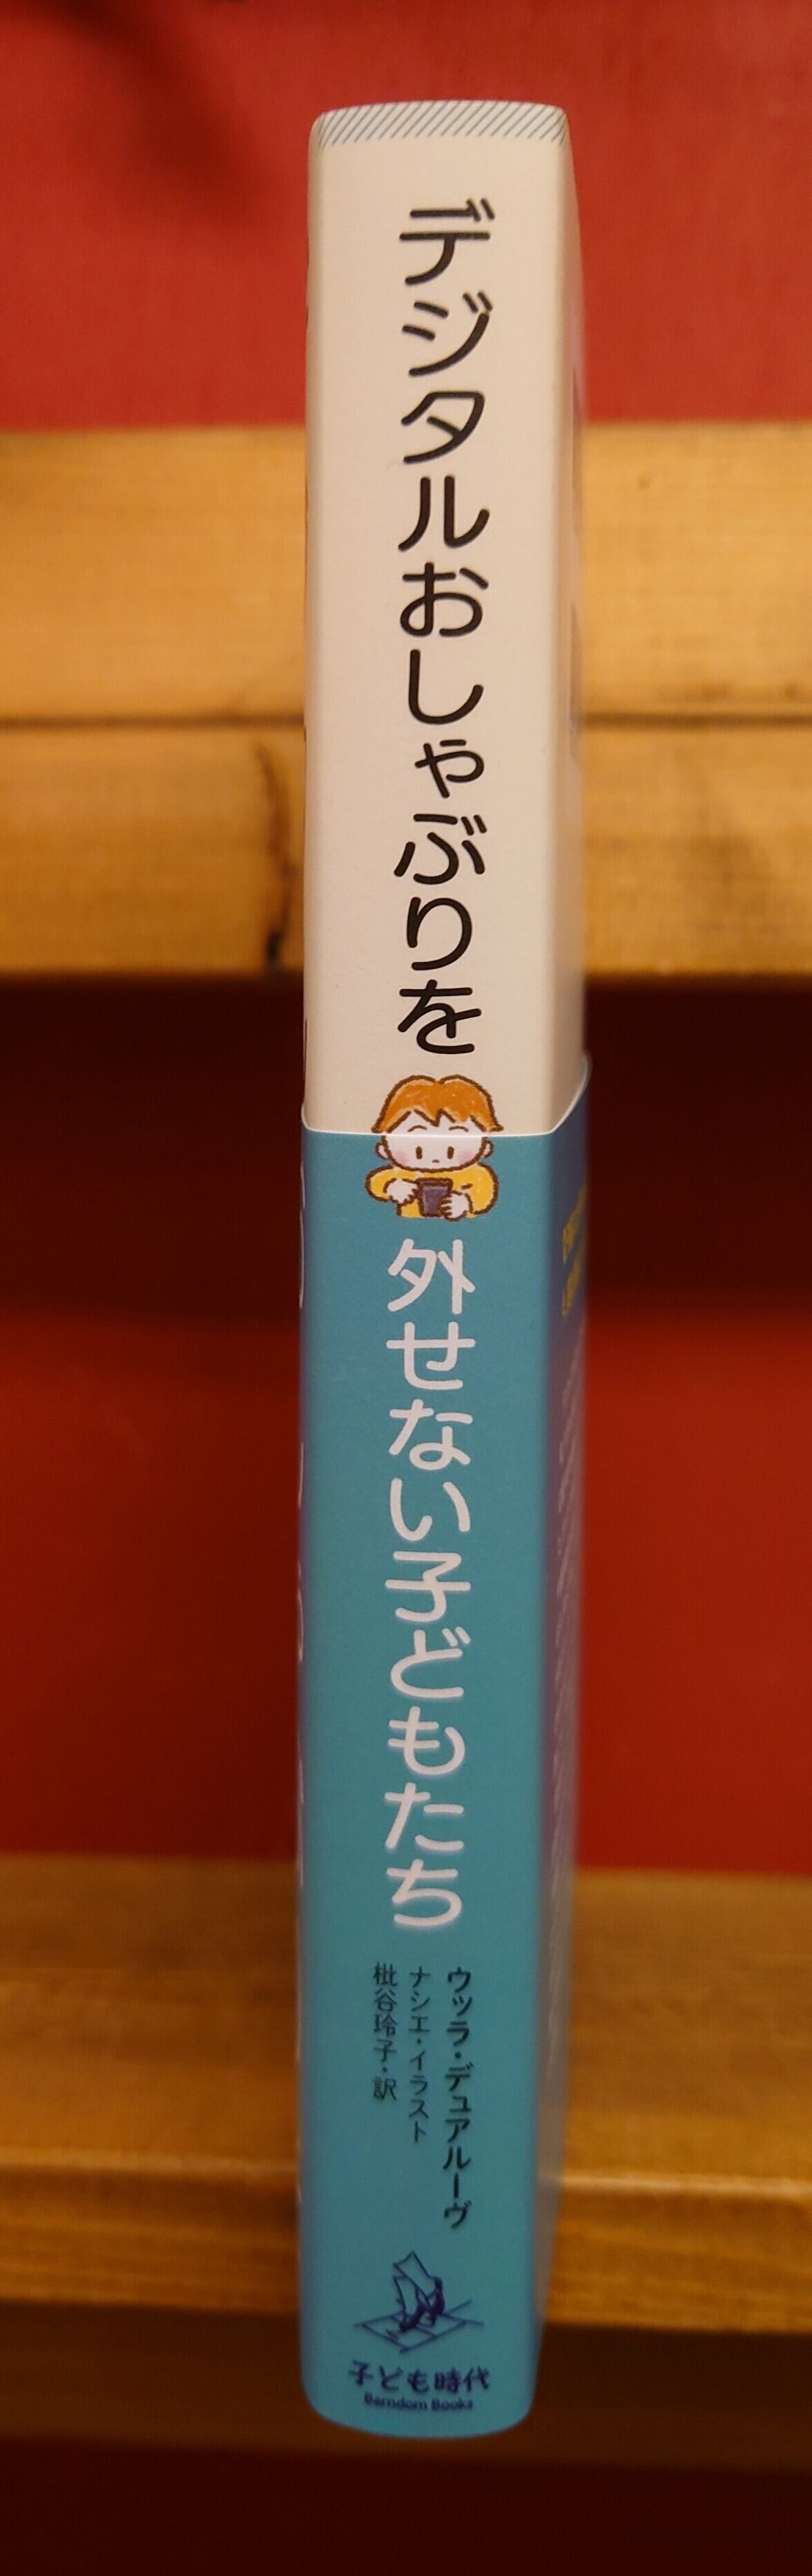 デジタルおしゃぶりを
外せない子どもたち
ウッラ・デュアルーヴ
ナシエ・イラスト
枇谷玲子・訳
子ども時代
Barndom Books